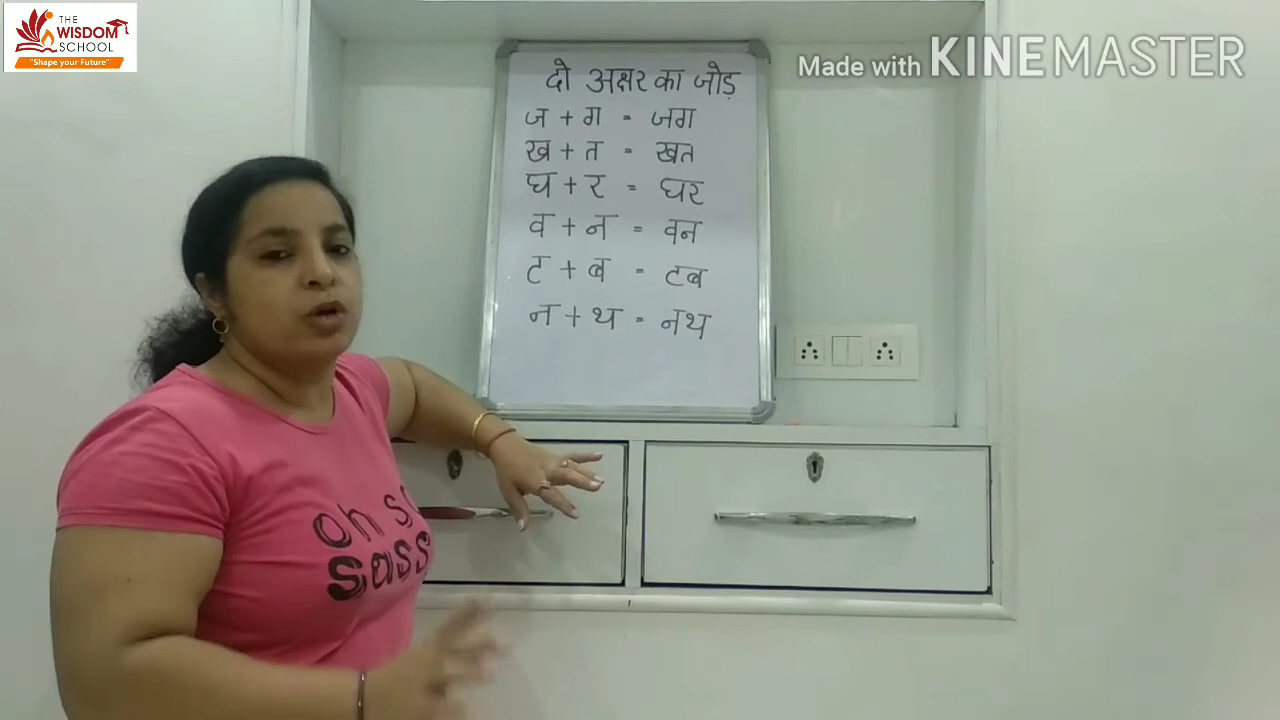 THE
WISDOM
SCHOOL
"Shape your Future"
Made with KINEMASTER
दो अक्षर का जोड़
ज + ग = जग
ख + त = खत
घ + र = घर
व + न = वन
ट + ब = टब
न + थ = नथ
oh s
sass